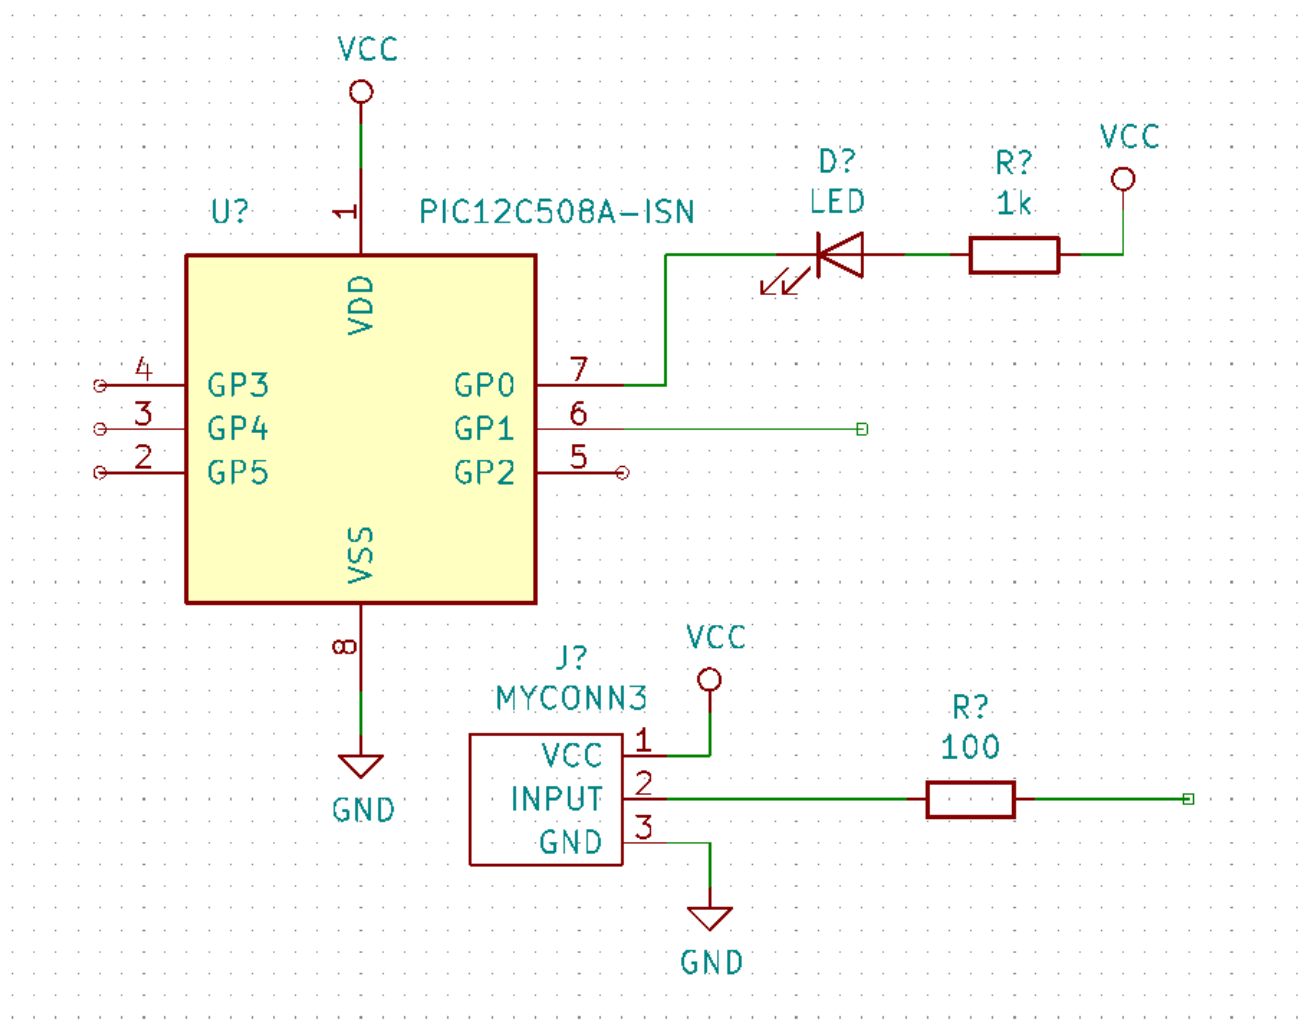 VCC
VCC
D?
R?
LED
1k
U?
1
PIC12C508A-ISN
VDD
4
GP3
GP0
7
3
GP4
GP1
6
2
GP5
GP2
5
VSS
8
GND
J?
MYCONN3
VCC
VCC
1
INPUT
2
GND
3
GND
R?
100